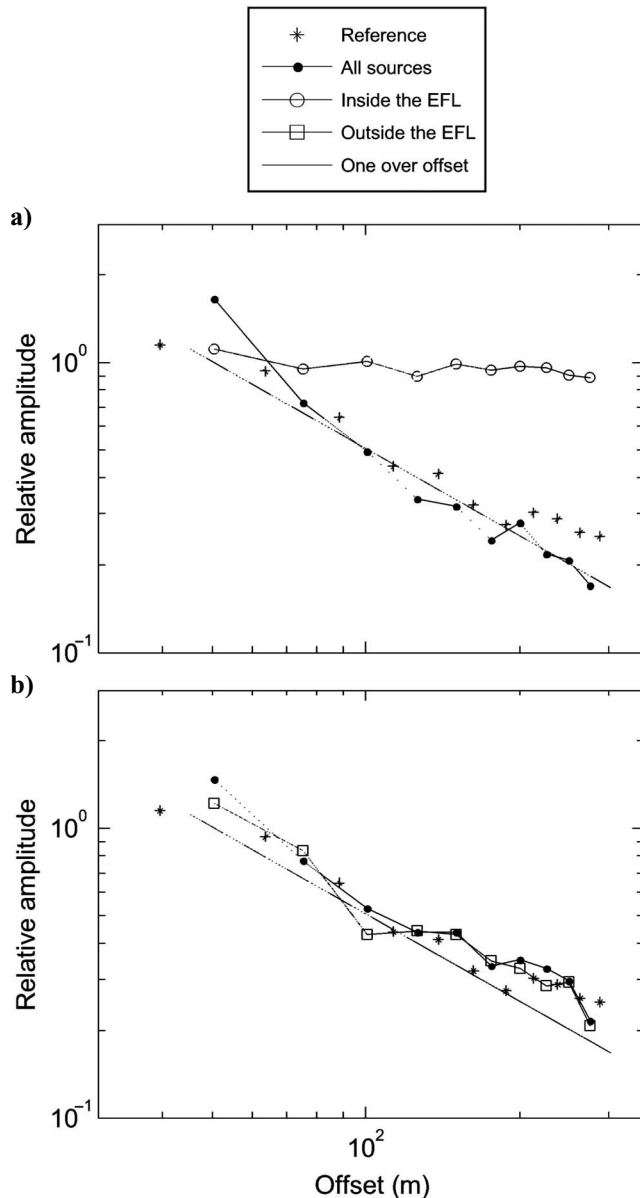 Reference
All sources
Inside the EFL
Outside the EFL
One over offset
a)
Relative amplitude
10^0
10^−1
b)
Relative amplitude
10^0
10^−1
10^2
Offset (m)